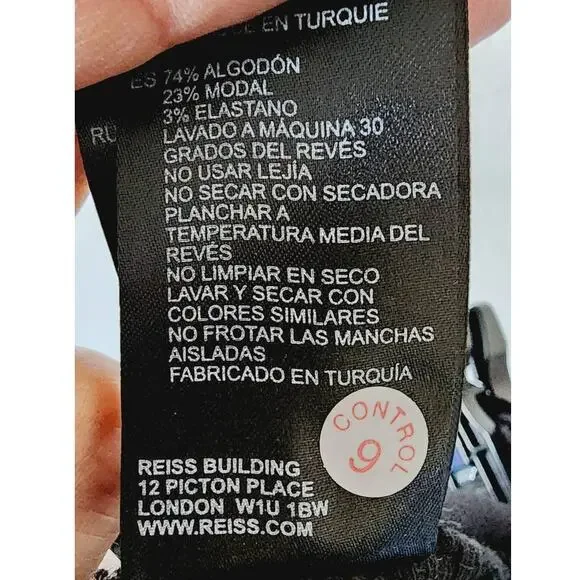 EN TURQUIE
ES 74% ALGODÓN
23% MODAL
3% ELASTANO
RU LAVADO A MÁQUINA 30
GRADOS DEL REVÉS
NO USAR LEJÍA
NO SECAR CON SECADORA
PLANCHAR A
TEMPERATURA MEDIA DEL
REVÉS
NO LIMPIAR EN SECO
LAVAR Y SECAR CON
COLORES SIMILARES
NO FROTAR LAS MANCHAS
AISLADAS
FABRICADO EN TURQUÍA
CONTROL
9
REISS BUILDING
12 PICTON PLACE
LONDON W1U 1BW
WWW.REISS.COM